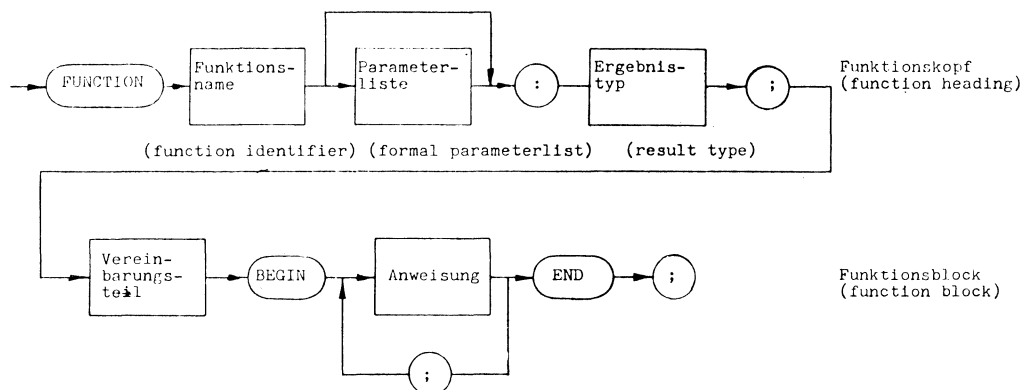 FUNCTION Funktions-
name Parameter-
liste : Ergebnis-
typ ; Funktionskopf
(function heading)
(function identifier) (formal parameterlist) (result type)
Verein-
barungs-
teil BEGIN Anweisung END ; Funktionsblock
(function block)
;